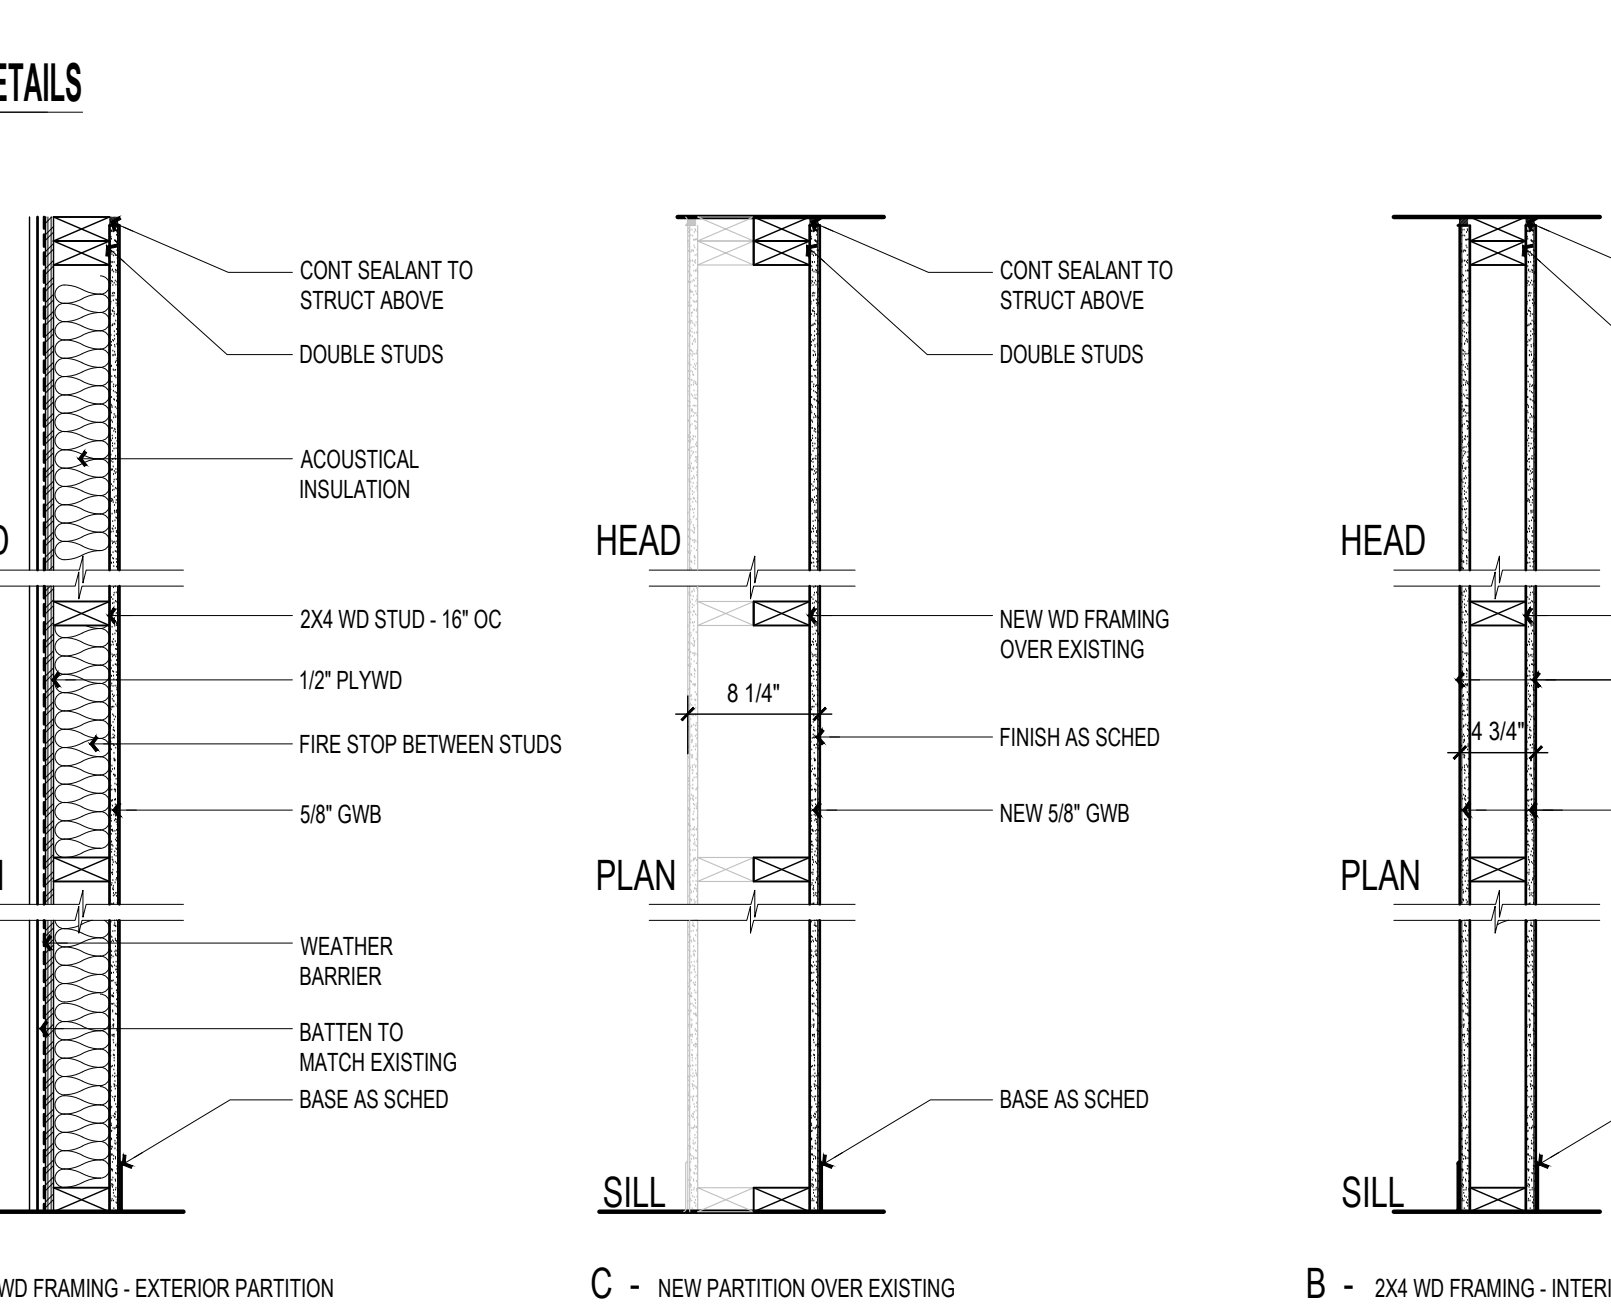 ETAILS
CONT SEALANT TO
STRUCT ABOVE
DOUBLE STUDS
ACOUSTICAL
INSULATION
2X4 WD STUD - 16" OC
1/2" PLYWD
FIRE STOP BETWEEN STUDS
5/8" GWB
WEATHER
BARRIER
BATTEN TO
MATCH EXISTING
BASE AS SCHED
WD FRAMING - EXTERIOR PARTITION
HEAD
PLAN
SILL
8 1/4"
CONT SEALANT TO
STRUCT ABOVE
DOUBLE STUDS
NEW WD FRAMING
OVER EXISTING
FINISH AS SCHED
NEW 5/8" GWB
BASE AS SCHED
C - NEW PARTITION OVER EXISTING
HEAD
4 3/4"
PLAN
SILL
B - 2X4 WD FRAMING - INTERI